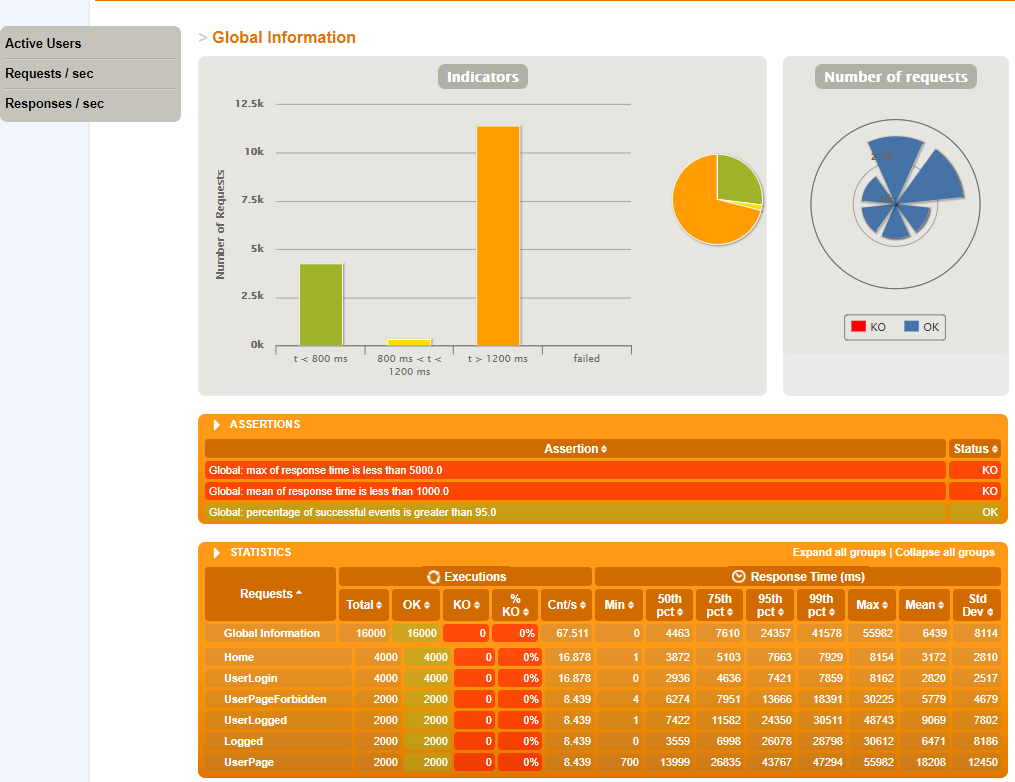 Active Users
Requests / sec
Responses / sec
> Global Information
Indicators
Number of Requests
12.5k
10k
7.5k
5k
2.5k
0k
t < 800 ms
800 ms < t <
1200 ms
t > 1200 ms
failed
Number of requests
KO OK
ASSERTIONS
Assertion Status
Global: max of response time is less than 5000.0 KO
Global: mean of response time is less than 1000.0 KO
Global: percentage of successful events is greater than 95.0 OK
STATISTICS Expand all groups | Collapse all groups
Requests Executions Response Time (ms)
Total OK KO % KO Cnt/s Min 50th pct 75th pct 95th pct 99th pct Max Mean Std Dev
Global Information 16000 16000 0 0% 67.511 0 4463 7610 24357 41578 55982 6439 8114
Home 4000 4000 0 0% 16.878 1 3872 5103 7663 7929 8154 3172 2810
UserLogin 4000 4000 0 0% 16.878 0 2936 4636 7421 7859 8162 2820 2517
UserPageForbidden 2000 2000 0 0% 8.439 4 6274 7951 13666 18391 30225 5779 4679
UserLogged 2000 2000 0 0% 8.439 1 7422 11582 24350 30511 48743 9069 7802
Logged 2000 2000 0 0% 8.439 0 3559 6998 26078 28798 30612 6471 8186
UserPage 2000 2000 0 0% 8.439 700 13999 26835 43767 47294 55982 18208 12450